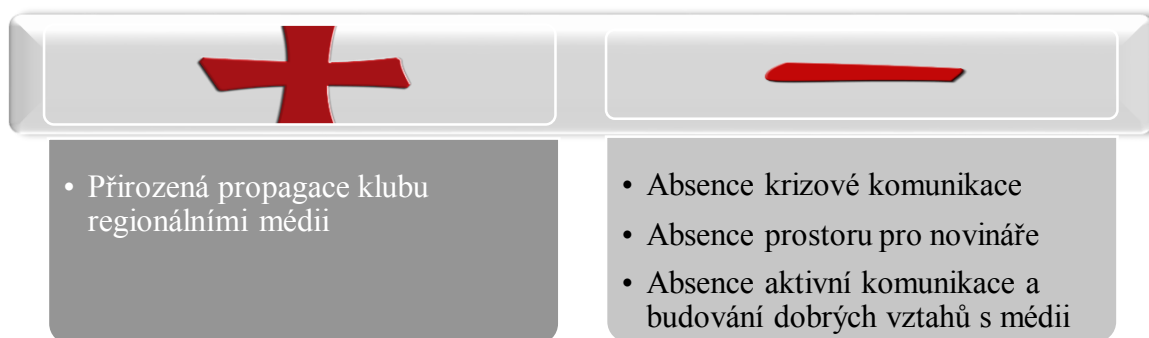 • Přirozená propagace klubu
regionálními médii
• Absence krizové komunikace
• Absence prostoru pro novináře
• Absence aktivní komunikace a
budování dobrých vztahů s médii